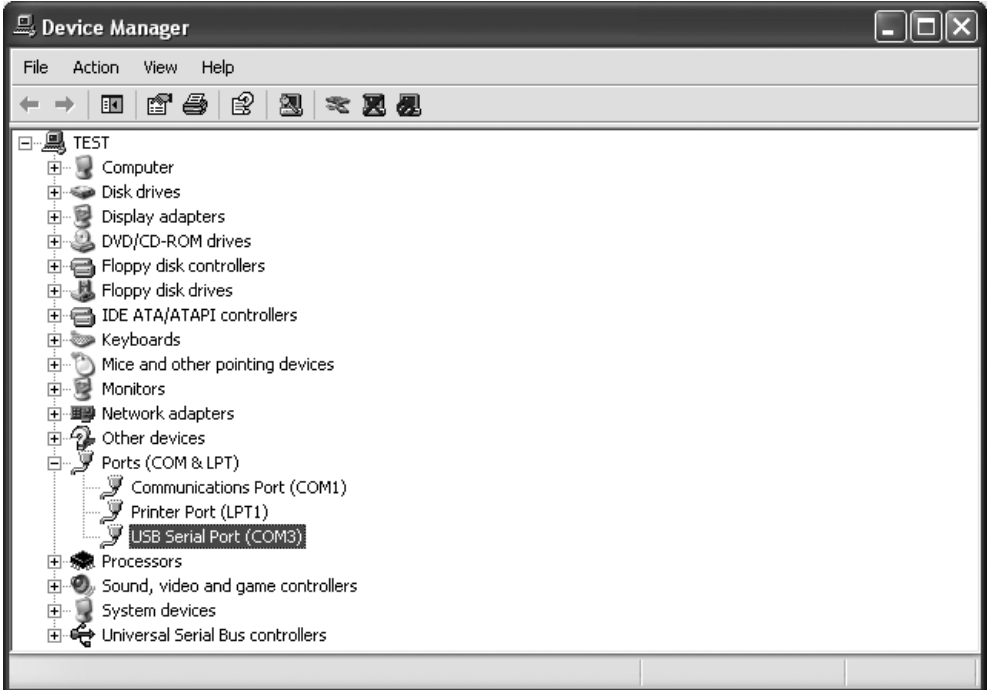 Device Manager
File Action View Help
TEST
Computer
Disk drives
Display adapters
DVD/CD-ROM drives
Floppy disk controllers
Floppy disk drives
IDE ATA/ATAPI controllers
Keyboards
Mice and other pointing devices
Monitors
Network adapters
Other devices
Ports (COM & LPT)
Communications Port (COM1)
Printer Port (LPT1)
USB Serial Port (COM3)
Processors
Sound, video and game controllers
System devices
Universal Serial Bus controllers